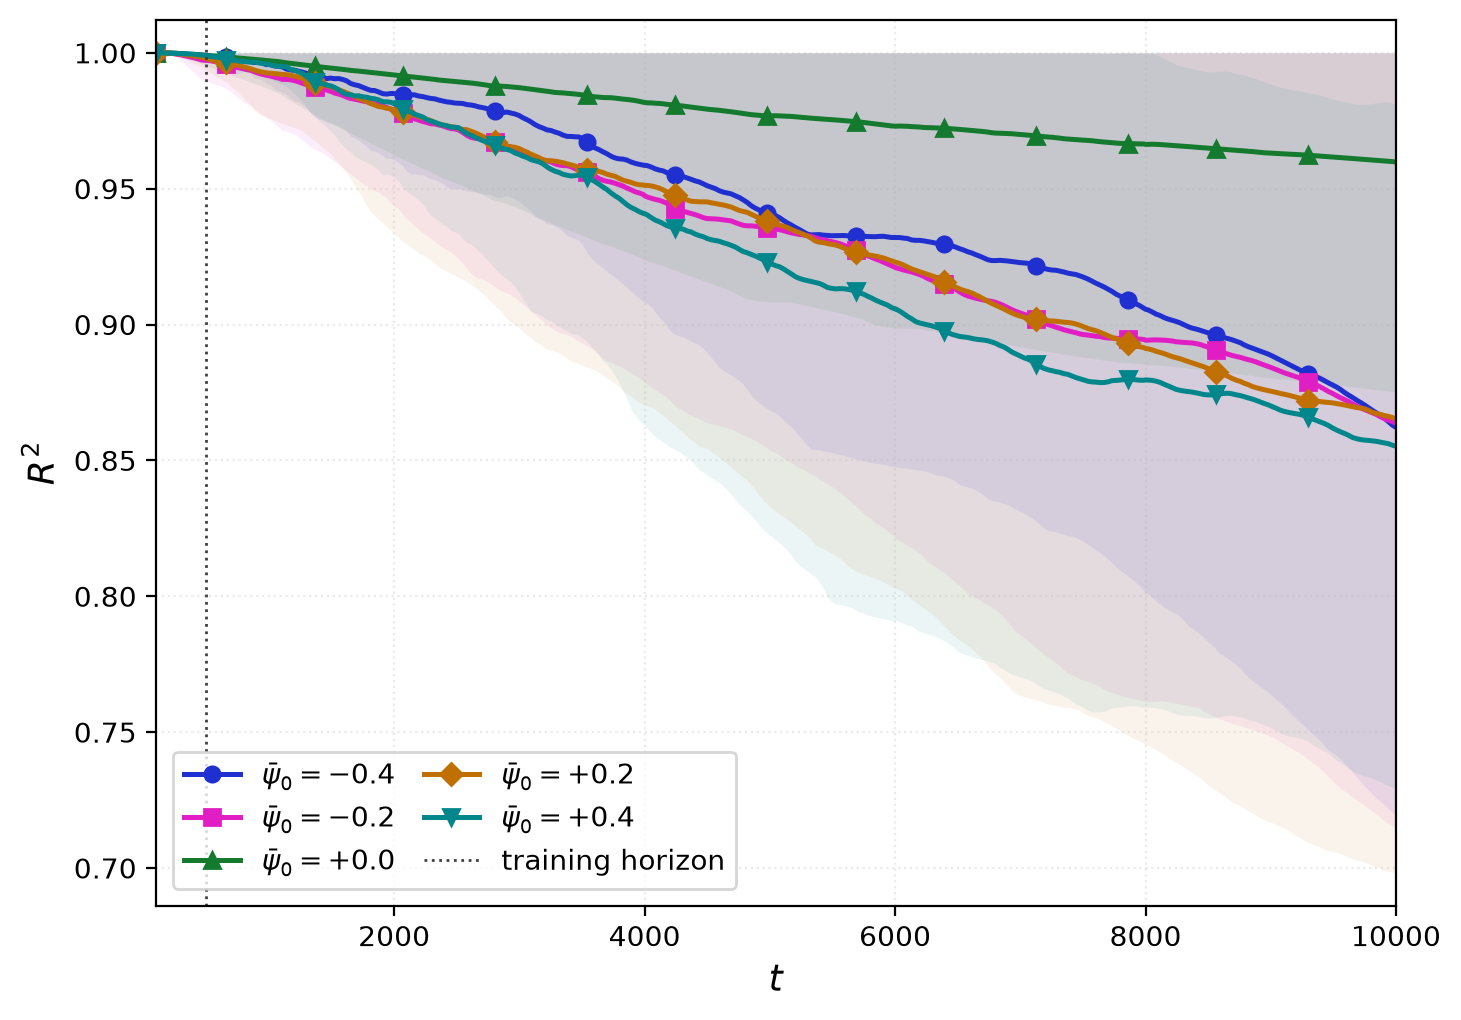 1.00
0.95
0.90
0.85
0.80
0.75
0.70
R²
ψ̄₀ = −0.4
ψ̄₀ = −0.2
ψ̄₀ = +0.0
ψ̄₀ = +0.2
ψ̄₀ = +0.4
training horizon
2000 4000 6000 8000 10000
t